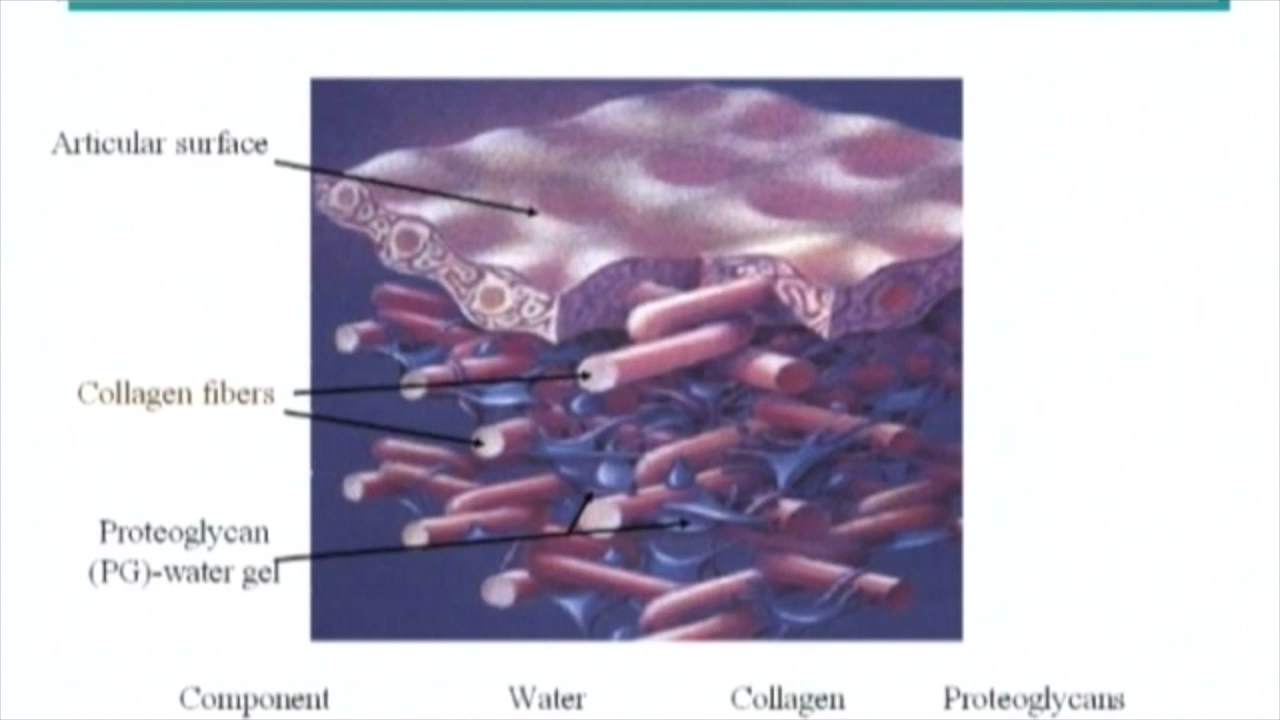 Articular surface
Collagen fibers
Proteoglycan
(PG)-water gel
Component Water Collagen Proteoglycans